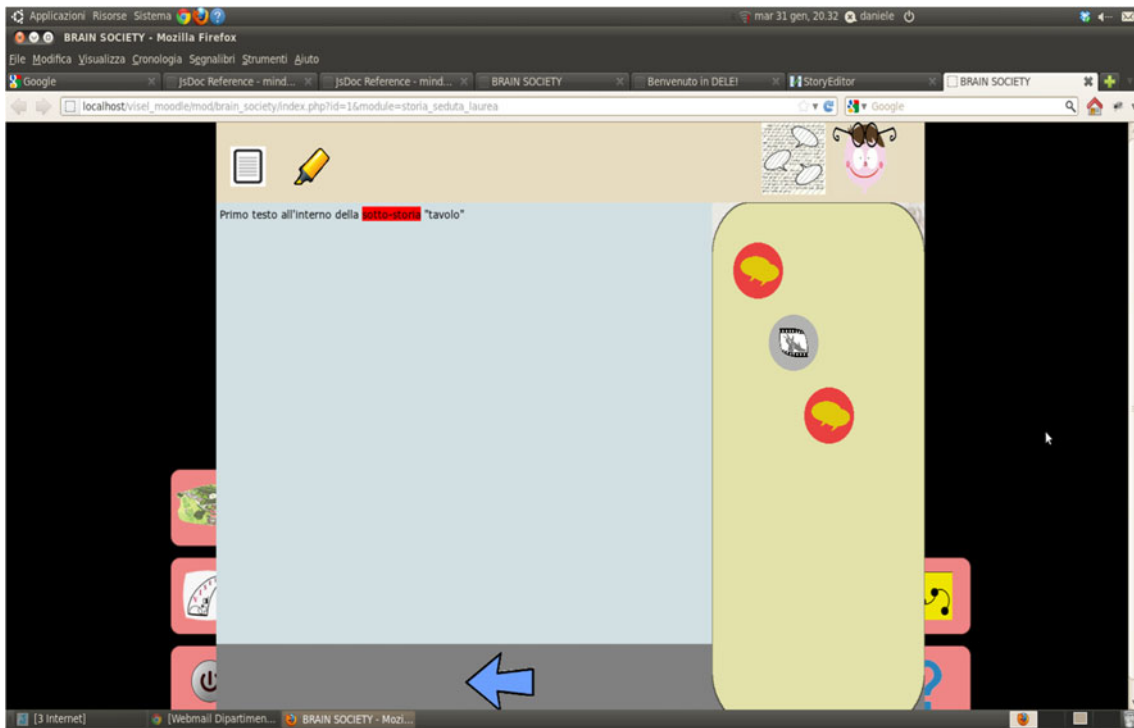 Applicazioni Risorse Sistema mar 31 gen, 20.32 daniele
BRAIN SOCIETY - Mozilla Firefox
File Modifica Visualizza Cronologia Segnalibri Strumenti Aiuto
Google JsDoc Reference - mind... JsDoc Reference - mind... BRAIN SOCIETY Benvenuto in DELE! StoryEditor BRAIN SOCIETY
localhost/visel_moodle/mod/brain_society/index.php?id=1&module=storia_seduta_laurea Google
Primo testo all'interno della sotto-storia "tavolo"
[3 Internet] [Webmail Dipartimen... BRAIN SOCIETY - Mozi...